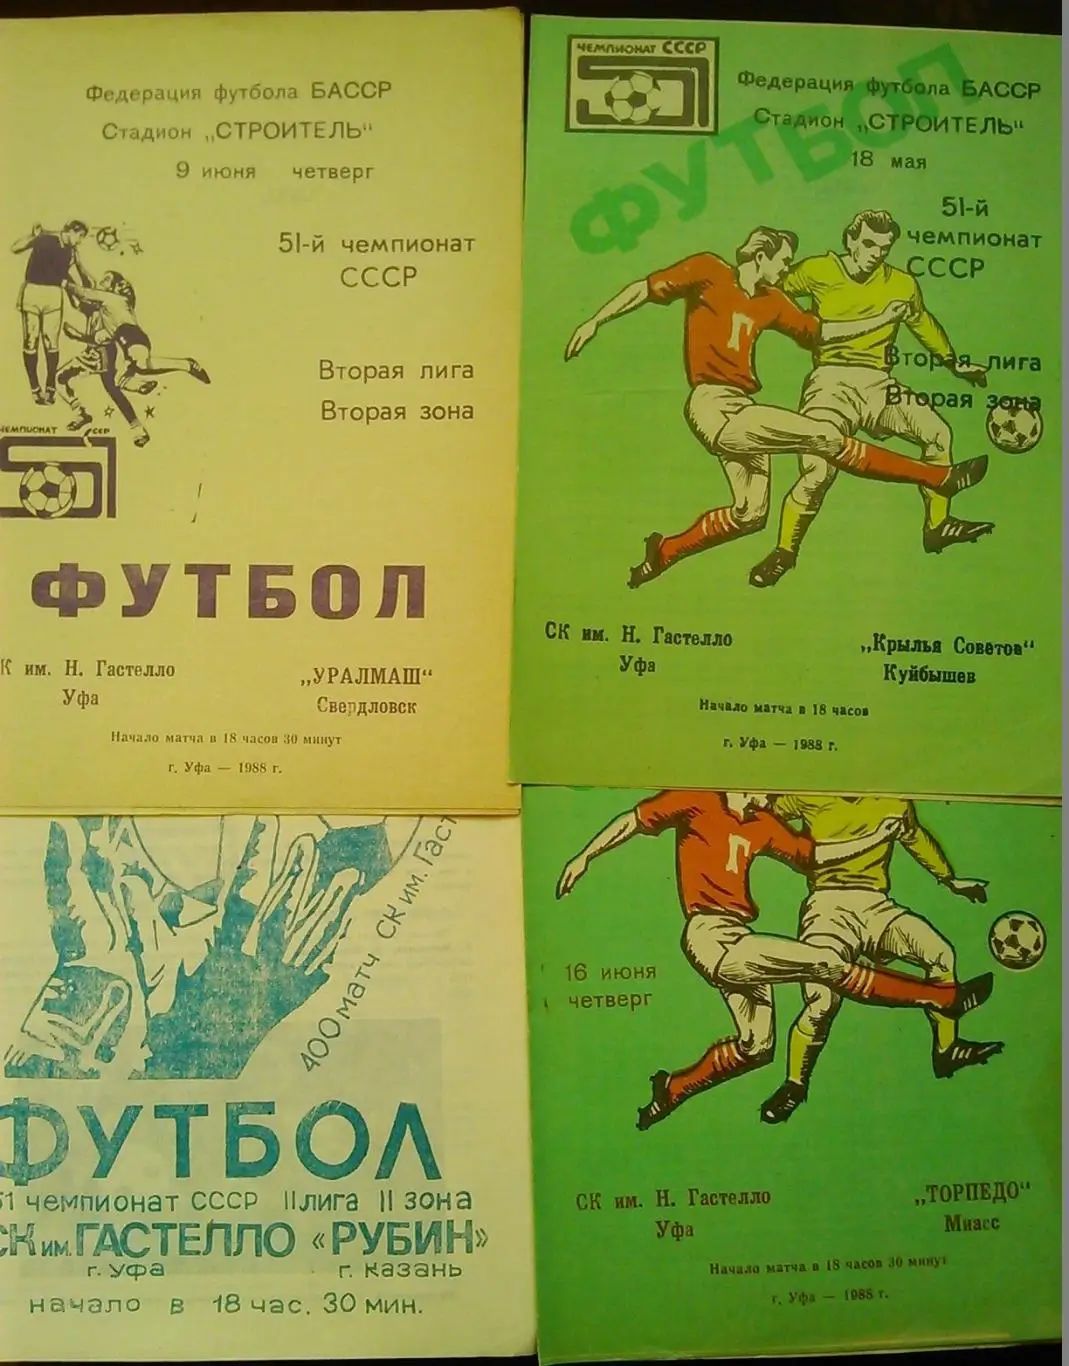 Федерация футбола БАССР
Стадион „СТРОИТЕЛЬ"
9 июня четверг
51-й чемпионат
СССР
Вторая лига
Вторая зона
ЧЕМПИОНАТ СССР
51
ФУТБОЛ
К им. Н. Гастелло
Уфа
„УРАЛМАШ"
Свердловск
Начало матча в 18 часов 30 минут
г. Уфа — 1988 г.
ЧЕМПИОНАТ СССР
51
ФУТБОЛ
Федерация футбола БАССР
Стадион „СТРОИТЕЛЬ"
18 мая
51-й
чемпионат
СССР
Вторая лига
Вторая зона
Г
СК им. Н. Гастелло
Уфа
„Крылья Советов"
Куйбышев
Начало матча в 18 часов
г. Уфа — 1988 г.
400 матч СК им. Гаст
ФУТБОЛ
51 чемпионат СССР II лига II зона
СК им. ГАСТЕЛЛО «РУБИН»
г. Уфа г. Казань
начало в 18 час. 30 мин.
Г
16 июня
четверг
СК им. Н. Гастелло
Уфа
„ТОРПЕДО"
Миасс
Начало матча в 18 часов 30 минут
г. Уфа — 1988 г.